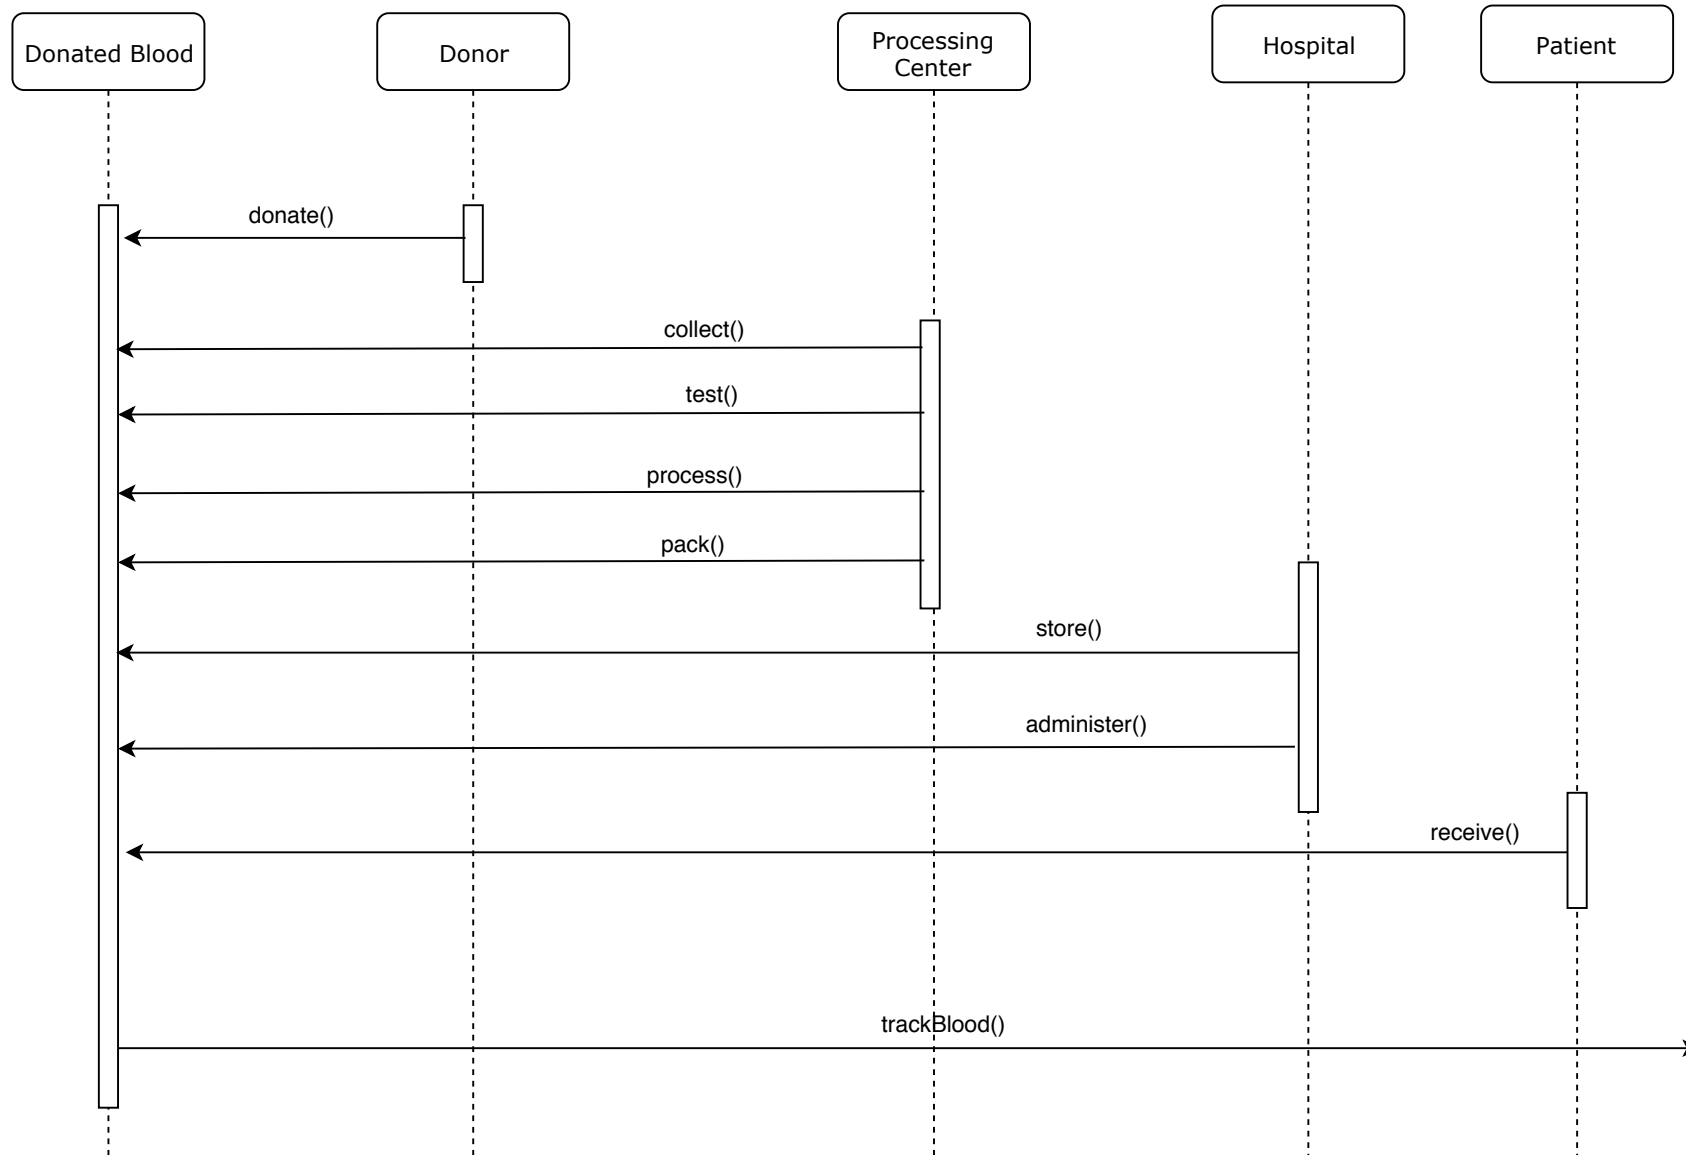 Donated Blood
Donor
Processing
Center
Hospital
Patient
donate()
collect()
test()
process()
pack()
store()
administer()
receive()
trackBlood()